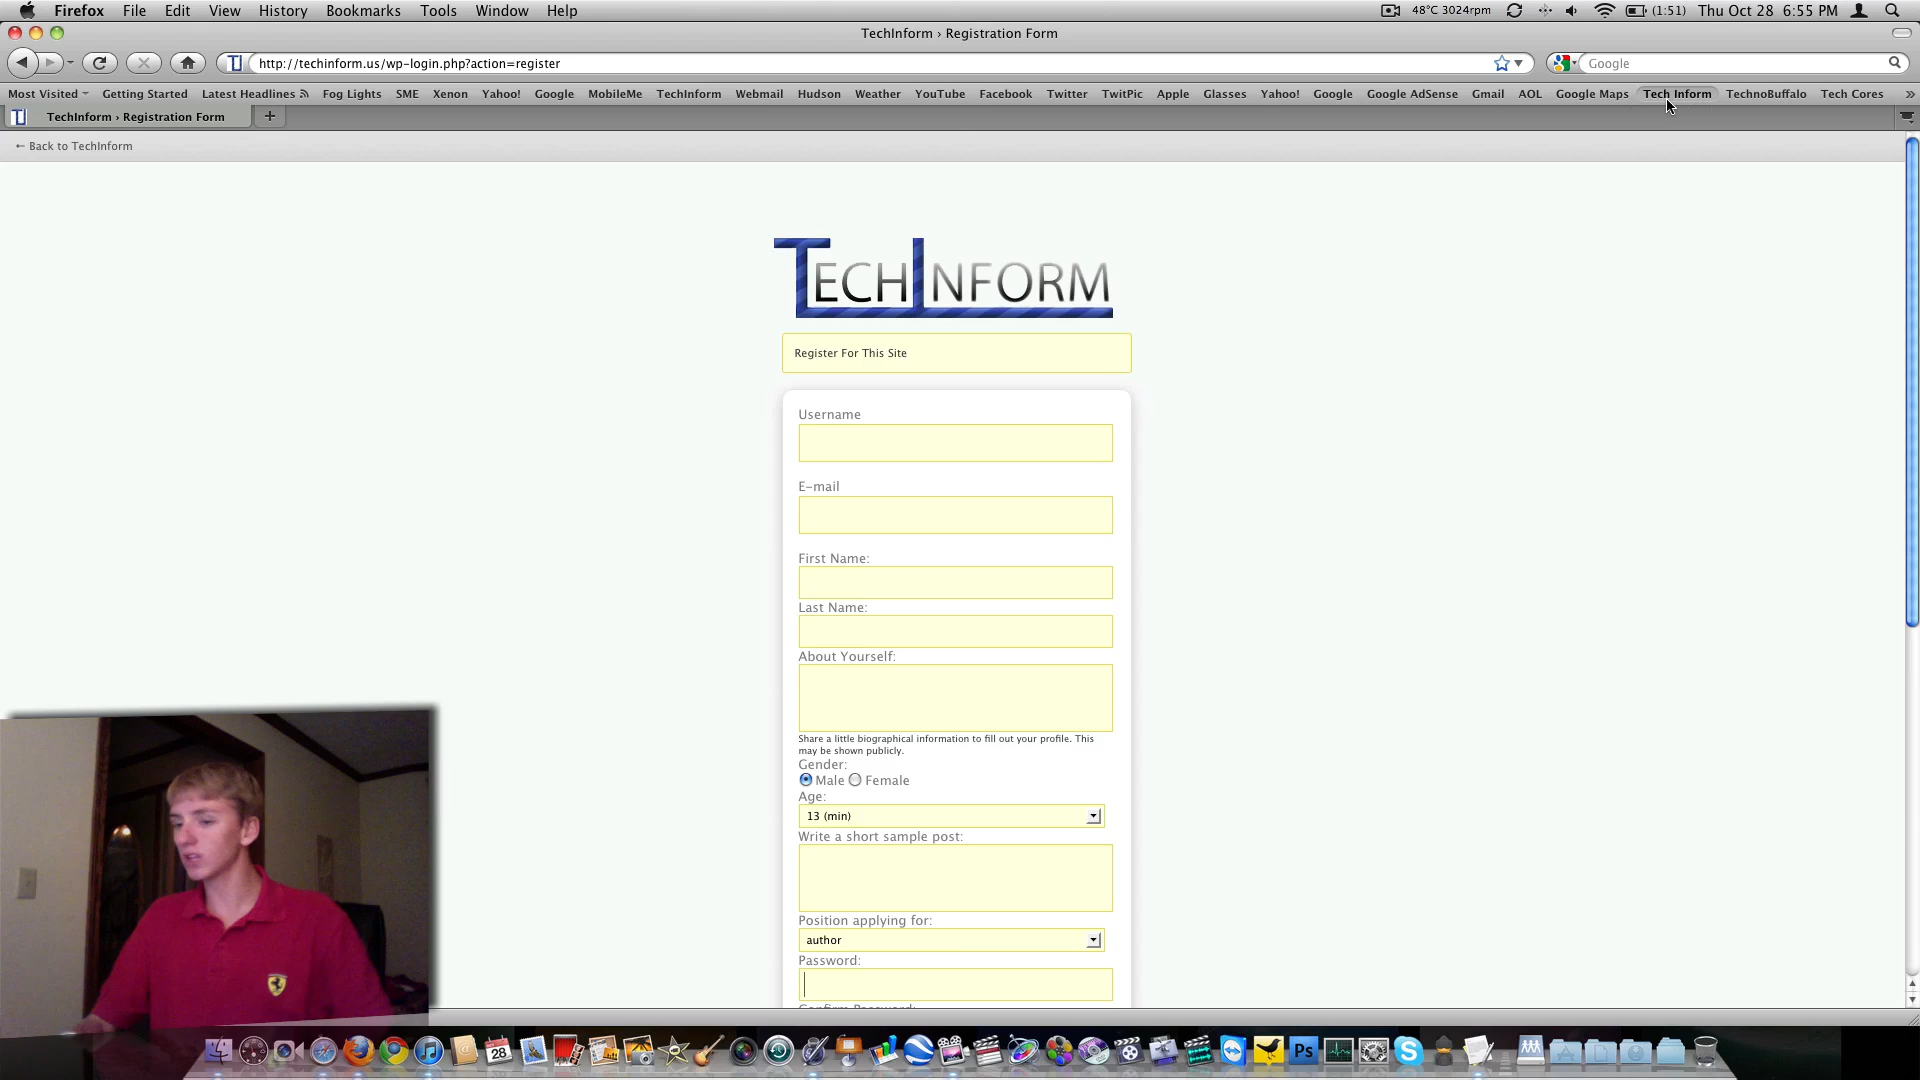 Firefox File Edit View History Bookmarks Tools Window Help 48°C 3024rpm (1:51) Thu Oct 28 6:55 PM
TechInform › Registration Form
http://techinform.us/wp-login.php?action=register Google
Most Visited Getting Started Latest Headlines Fog Lights SME Xenon Yahoo! Google MobileMe TechInform Webmail Hudson Weather YouTube Facebook Twitter TwitPic Apple Glasses Yahoo! Google Google AdSense Gmail AOL Google Maps Tech Inform TechnoBuffalo Tech Cores »
TechInform › Registration Form +
← Back to TechInform
TECHINFORM
Register For This Site
Username
E-mail
First Name:
Last Name:
About Yourself:
Share a little biographical information to fill out your profile. This
may be shown publicly.
Gender:
Male Female
Age:
13 (min)
Write a short sample post:
Position applying for:
author
Password:
Confirm Password:
28 Ps